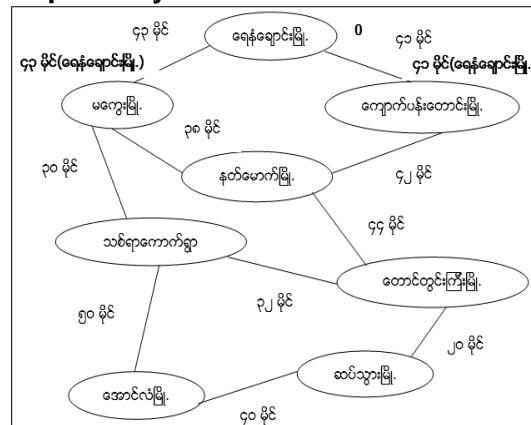 ၄၃ မိုင်
ရေနံချောင်းမြို့.
0
၄၁ မိုင်
၄၃ မိုင်(ရေနံချောင်းမြို့.)
၄၁ မိုင်(ရေနံချောင်းမြို့.
မကွေးမြို့.
ကျောက်ပန်းတောင်းမြို့.
၃၈ မိုင်
၃၀ မိုင်
နတ်မောက်မြို့.
၄၂ မိုင်
၄၄ မိုင်
သစ်ရာကောက်ရွာ
တောင်တွင်းကြီးမြို့.
၅၀ မိုင်
၃၂ မိုင်
၂၀ မိုင်
ဆပ်သွားမြို့.
အောင်လံမြို့.
၄၀ မိုင်